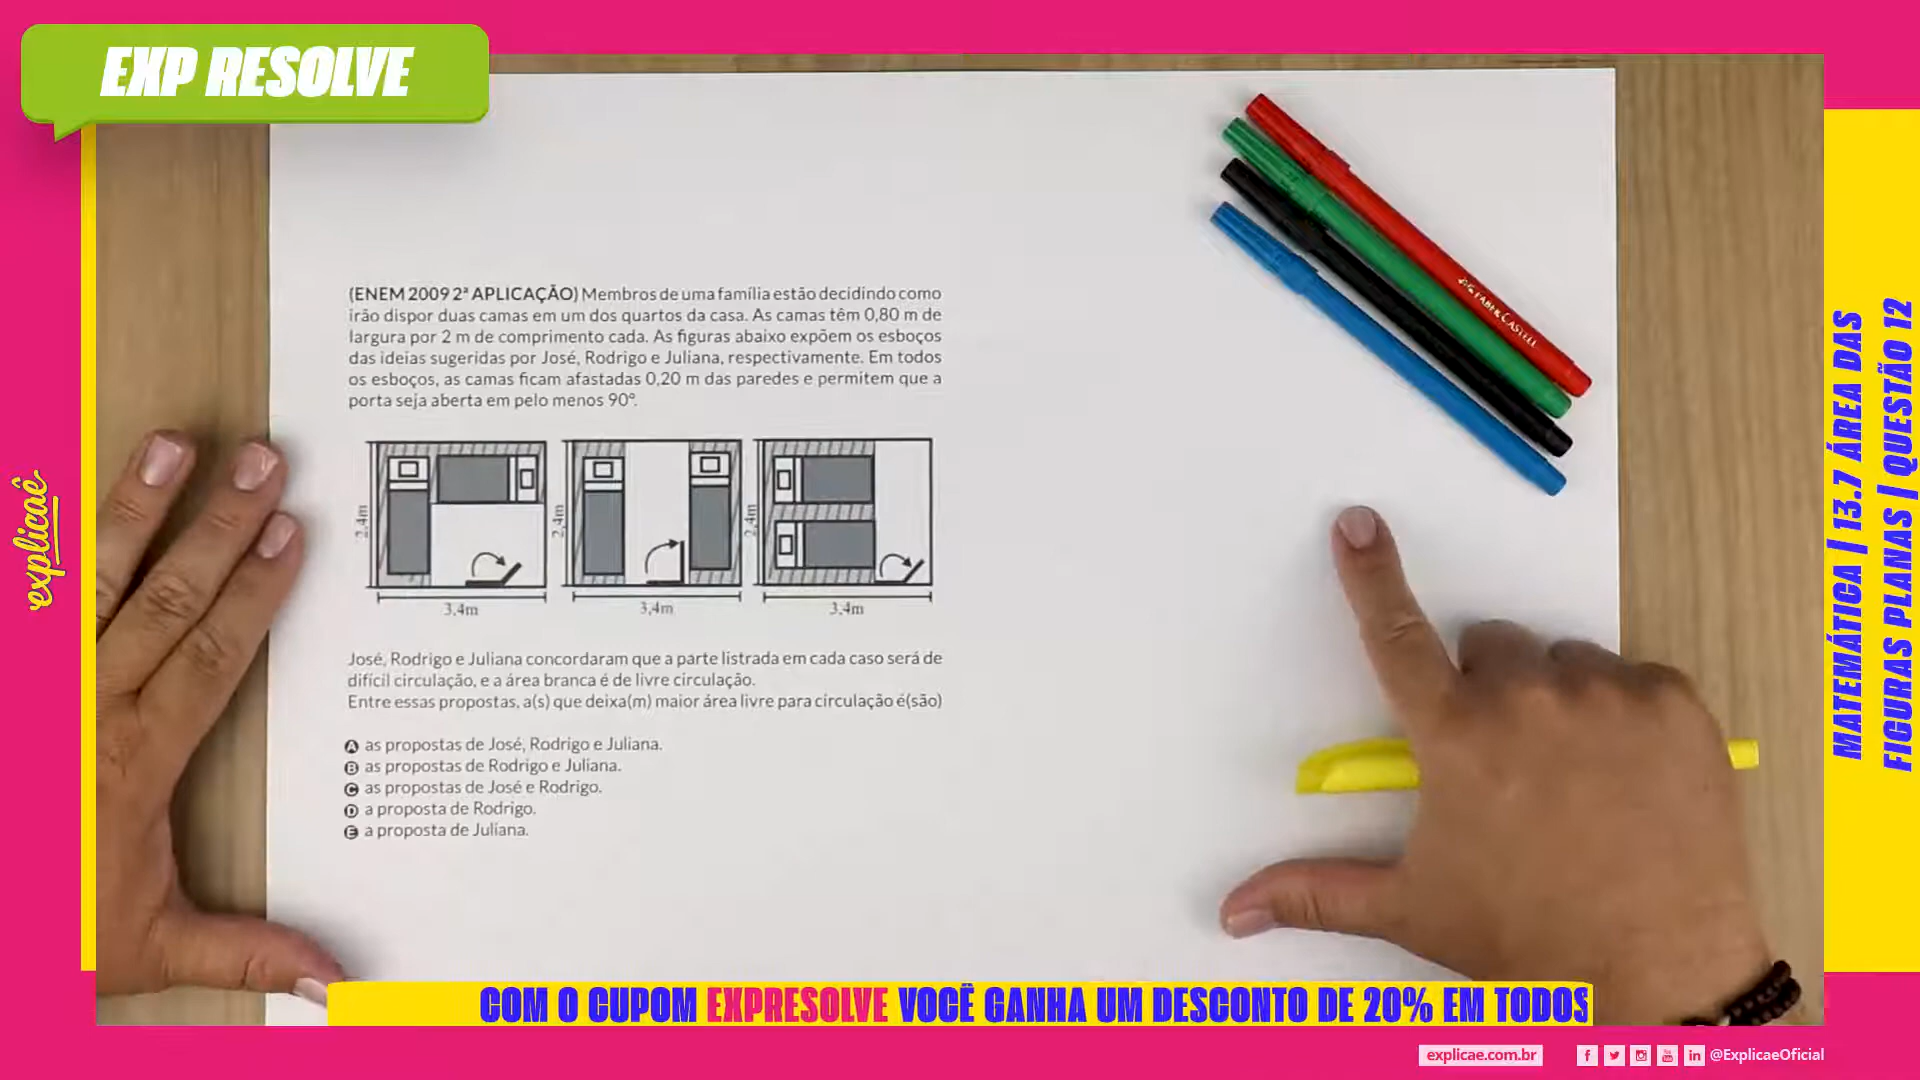 EXP RESOLVE
(ENEM 2009 2ª APLICAÇÃO) Membros de uma família estão decidindo como
irão dispor duas camas em um dos quartos da casa. As camas têm 0,80 m de
largura por 2 m de comprimento cada. As figuras abaixo expõem os esboços
das ideias sugeridas por José, Rodrigo e Juliana, respectivamente. Em todos
os esboços, as camas ficam afastadas 0,20 m das paredes e permitem que a
porta seja aberta em pelo menos 90°.
2,4m
2,4m
2,4m
3,4m
3,4m
3,4m
José, Rodrigo e Juliana concordaram que a parte listrada em cada caso será de
difícil circulação, e a área branca é de livre circulação.
Entre essas propostas, a(s) que deixa(m) maior área livre para circulação é(são)
A as propostas de José, Rodrigo e Juliana.
B as propostas de Rodrigo e Juliana.
C as propostas de José e Rodrigo.
D a proposta de Rodrigo.
E a proposta de Juliana.
FABER-CASTELL
explicaê
MATEMÁTICA | 13.7 ÁREA DAS
FIGURAS PLANAS | QUESTÃO 12
COM O CUPOM EXPRESOLVE VOCÊ GANHA UM DESCONTO DE 20% EM TODOS
explicae.com.br
@ExplicaeOficial